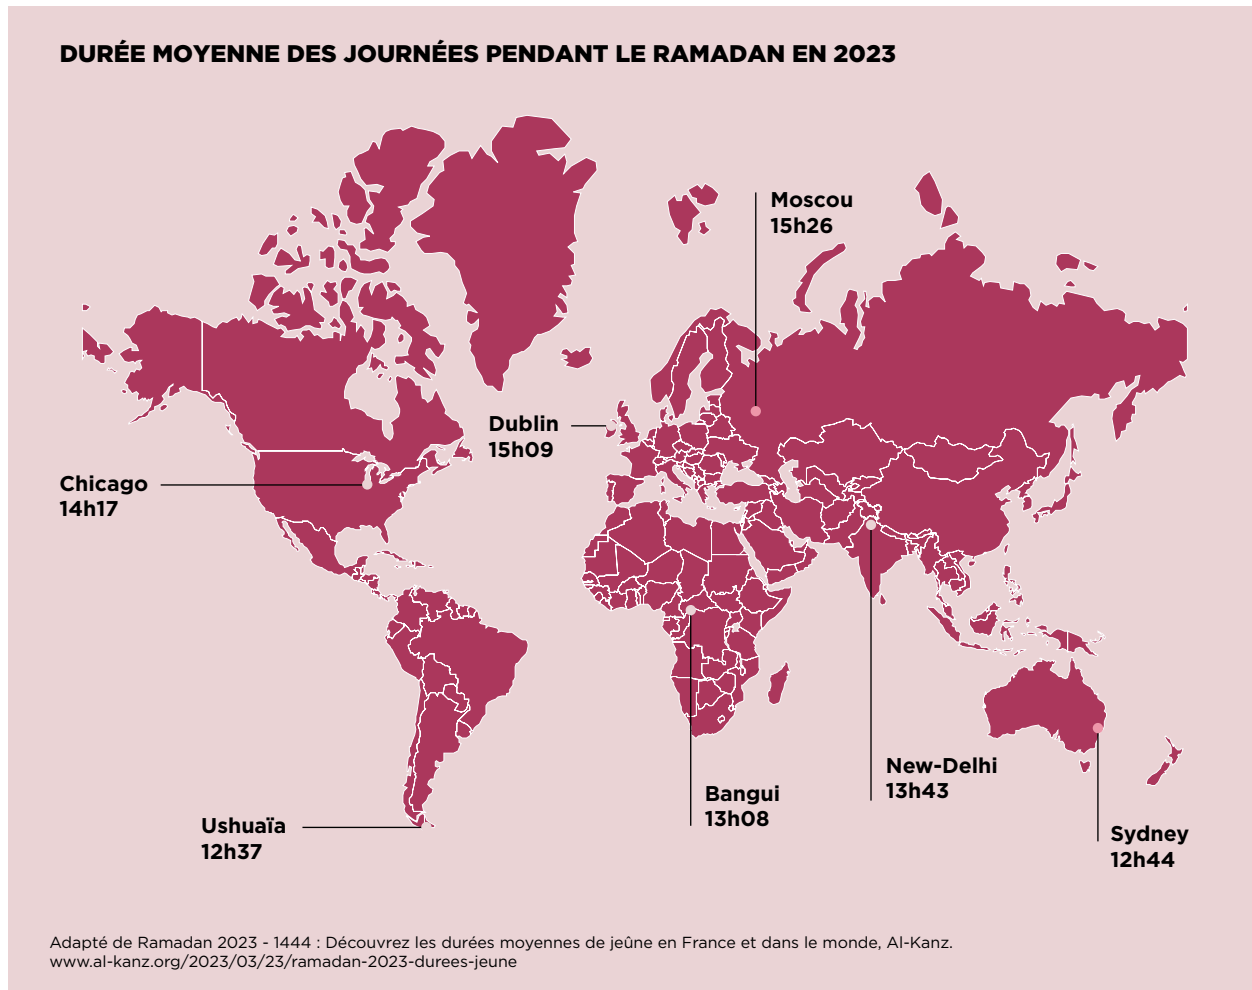 DURÉE MOYENNE DES JOURNÉES PENDANT LE RAMADAN EN 2023
Moscou
15h26
Dublin
15h09
Chicago
14h17
New-Delhi
13h43
Bangui
13h08
Ushuaïa
12h37
Sydney
12h44
Adapté de Ramadan 2023 - 1444 : Découvrez les durées moyennes de jeûne en France et dans le monde, Al-Kanz.
www.al-kanz.org/2023/03/23/ramadan-2023-durees-jeune